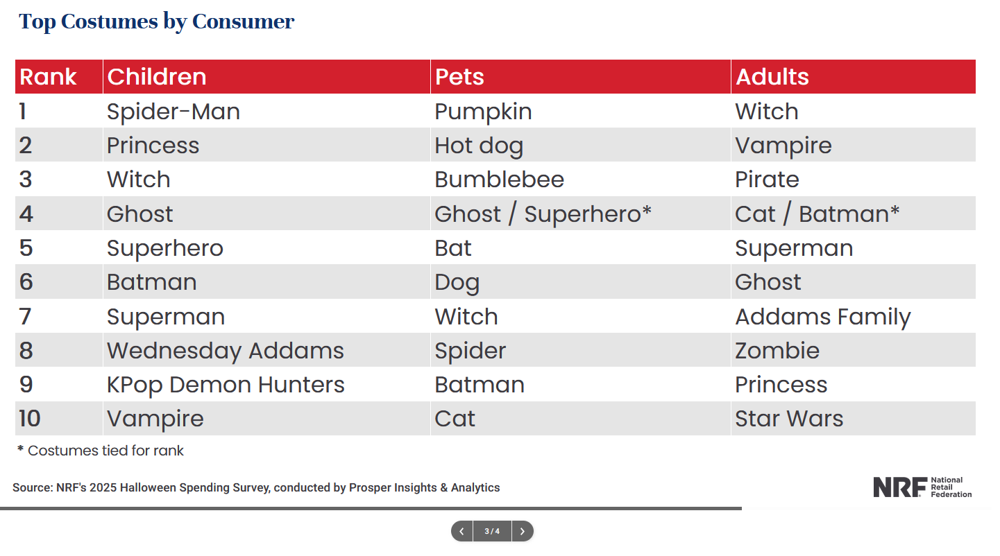 Top Costumes by Consumer
Rank Children Pets Adults
1 Spider-Man Pumpkin Witch
2 Princess Hot dog Vampire
3 Witch Bumblebee Pirate
4 Ghost Ghost / Superhero* Cat / Batman*
5 Superhero Bat Superman
6 Batman Dog Ghost
7 Superman Witch Addams Family
8 Wednesday Addams Spider Zombie
9 KPop Demon Hunters Batman Princess
10 Vampire Cat Star Wars
* Costumes tied for rank
Source: NRF's 2025 Halloween Spending Survey, conducted by Prosper Insights & Analytics
NRF
National
Retail
Federation
3 / 4